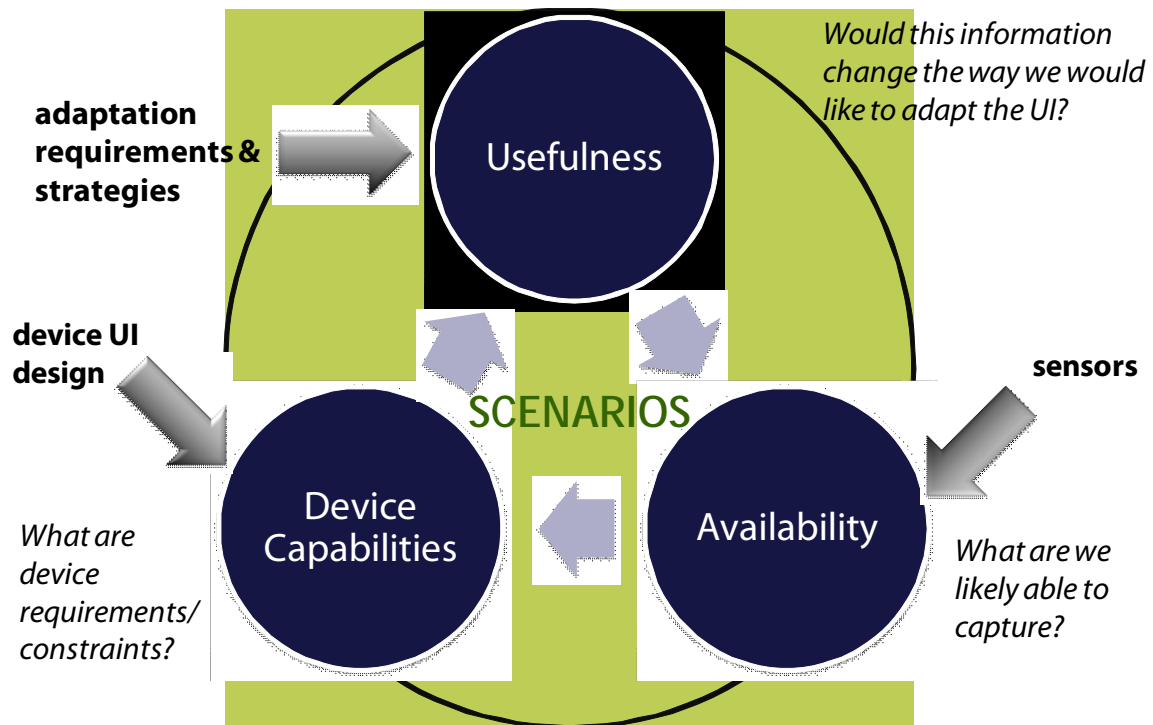 Would this information
change the way we would
like to adapt the UI?
adaptation
requirements &
strategies
Usefulness
device UI
design
sensors
SCENARIOS
Device
Capabilities
Availability
What are
device
requirements/
constraints?
What are we
likely able to
capture?